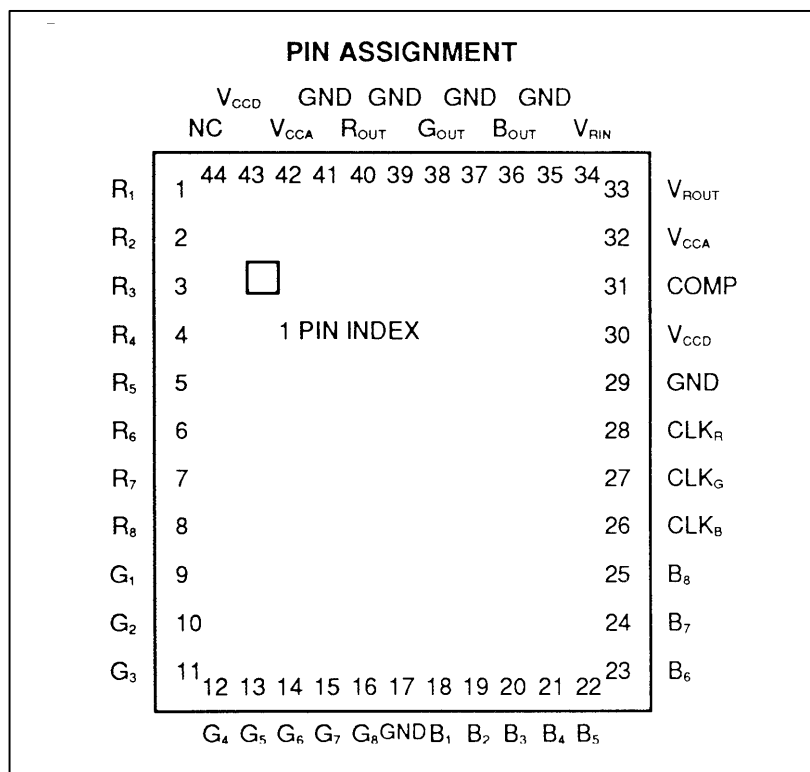 PIN ASSIGNMENT
V_CCD GND GND GND GND
NC V_CCA R_OUT G_OUT B_OUT V_RIN
44 43 42 41 40 39 38 37 36 35 34
R₁ 1 33 V_ROUT
R₂ 2 32 V_CCA
R₃ 3 31 COMP
1 PIN INDEX
R₄ 4 30 V_CCD
R₅ 5 29 GND
R₆ 6 28 CLK_R
R₇ 7 27 CLK_G
R₈ 8 26 CLK_B
G₁ 9 25 B₈
G₂ 10 24 B₇
G₃ 11 23 B₆
12 13 14 15 16 17 18 19 20 21 22
G₄ G₅ G₆ G₇ G₈ GND B₁ B₂ B₃ B₄ B₅